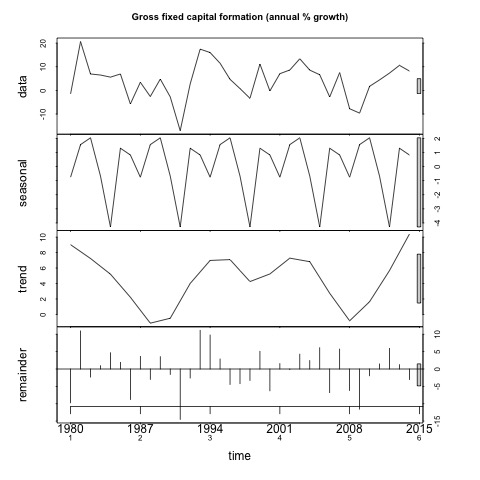 Gross fixed capital formation (annual % growth)
data
-10 0 10 20
seasonal
-4 -3 -2 -1 0 1 2
trend
0 2 4 6 8 10
remainder
-15 -5 0 5 10
1980 1987 1994 2001 2008 2015
1 2 3 4 5 6
time